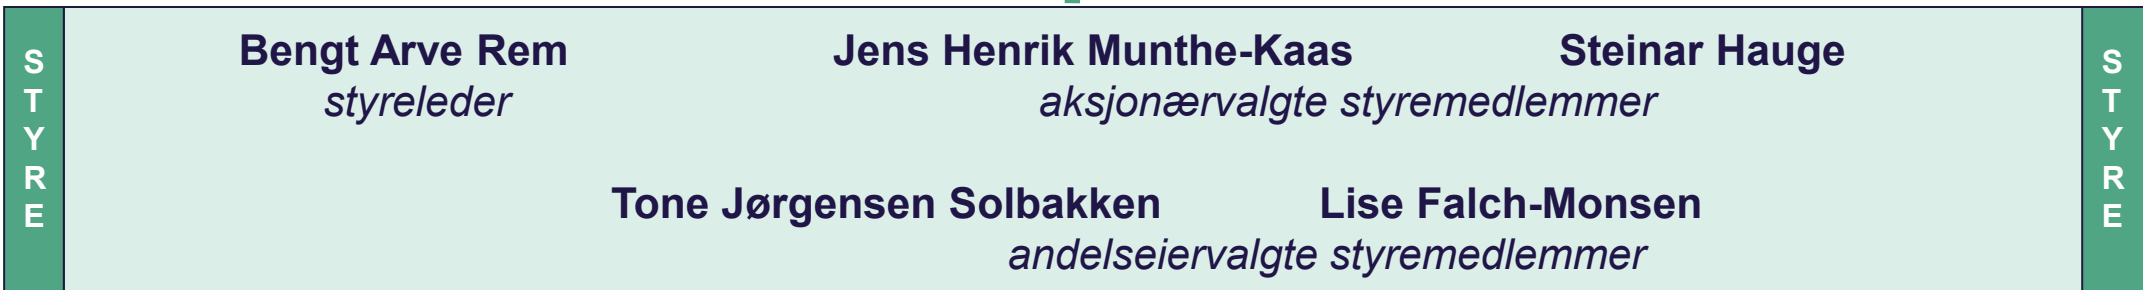 STYRE
Bengt Arve Rem Jens Henrik Munthe-Kaas Steinar Hauge
styreleder aksjonærvalgte styremedlemmer
Tone Jørgensen Solbakken Lise Falch-Monsen
andelseiervalgte styremedlemmer
STYRE